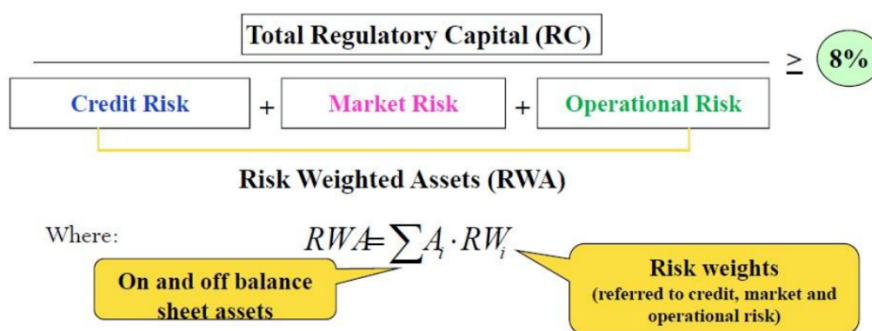 Total Regulatory Capital (RC)
≥ 8%
Credit Risk + Market Risk + Operational Risk
Risk Weighted Assets (RWA)
Where: RWA=∑A_i·RW_i
On and off balance
sheet assets
Risk weights
(referred to credit, market and
operational risk)